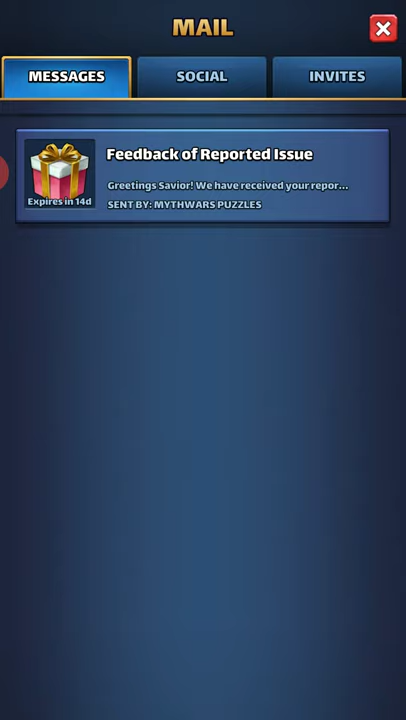 MAIL
MESSAGES
SOCIAL
INVITES
Feedback of Reported Issue
Greetings Savior! We have received your repor...
Expires in 14d
SENT BY: MYTHWARS PUZZLES